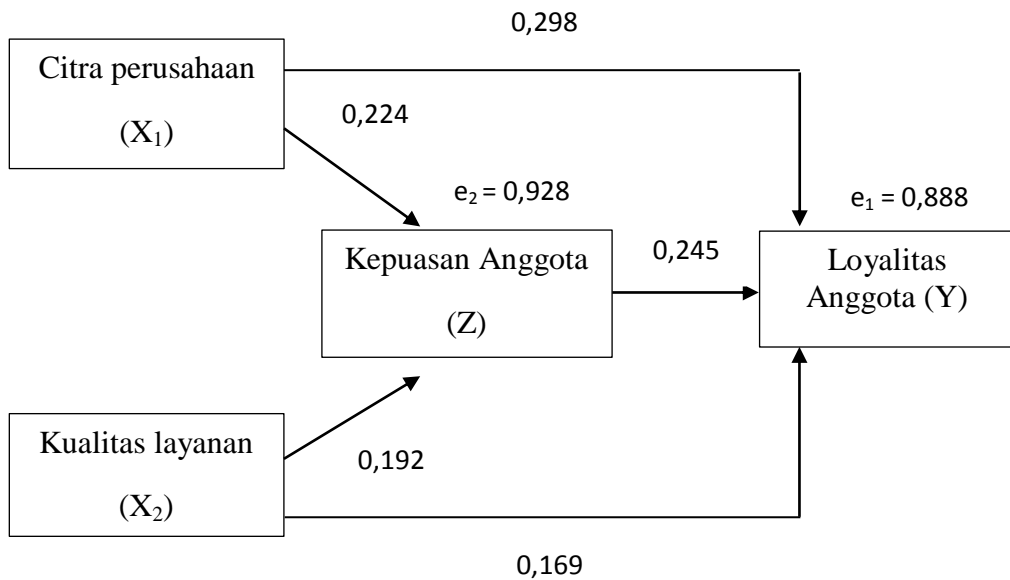 0,298
Citra perusahaan
(X₁)
0,224
e₂ = 0,928
e₁ = 0,888
Kepuasan Anggota
(Z)
0,245
Loyalitas
Anggota (Y)
Kualitas layanan
(X₂)
0,192
0,169